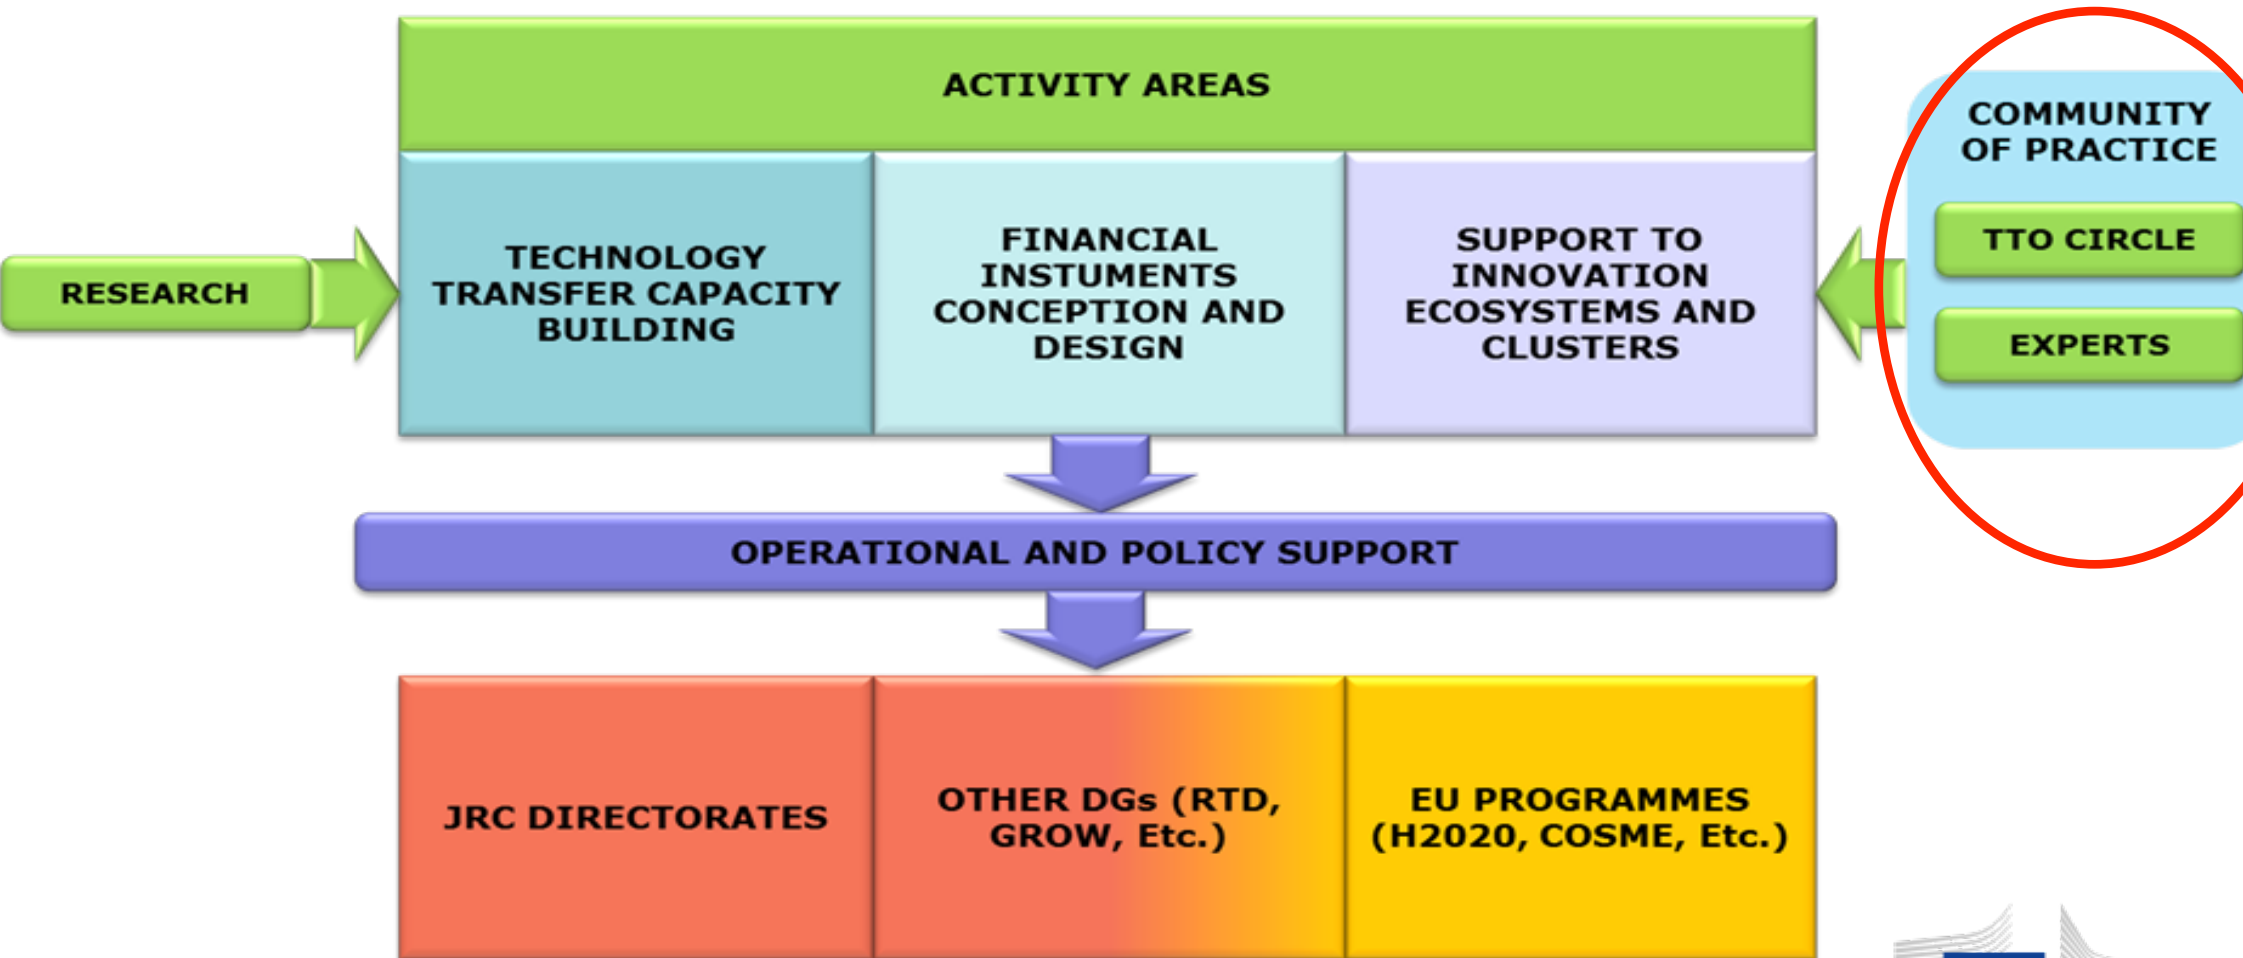 ACTIVITY AREAS
RESEARCH
TECHNOLOGY
TRANSFER CAPACITY
BUILDING
FINANCIAL
INSTUMENTS
CONCEPTION AND
DESIGN
SUPPORT TO
INNOVATION
ECOSYSTEMS AND
CLUSTERS
COMMUNITY
OF PRACTICE
TTO CIRCLE
EXPERTS
OPERATIONAL AND POLICY SUPPORT
JRC DIRECTORATES
OTHER DGs (RTD,
GROW, Etc.)
EU PROGRAMMES
(H2020, COSME, Etc.)